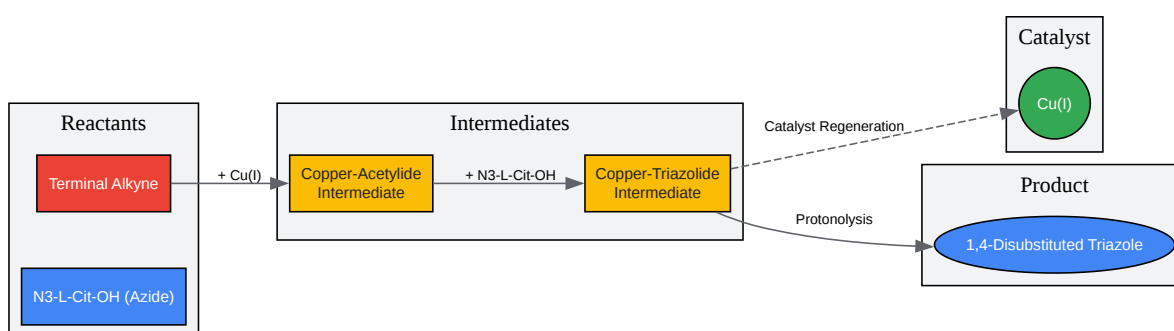 Reactants
Terminal Alkyne
N3-L-Cit-OH (Azide)
+ Cu(I)
Intermediates
Copper-Acetylide
Intermediate
+ N3-L-Cit-OH
Copper-Triazolide
Intermediate
Catalyst Regeneration
Protonolysis
Catalyst
Cu(I)
Product
1,4-Disubstituted Triazole